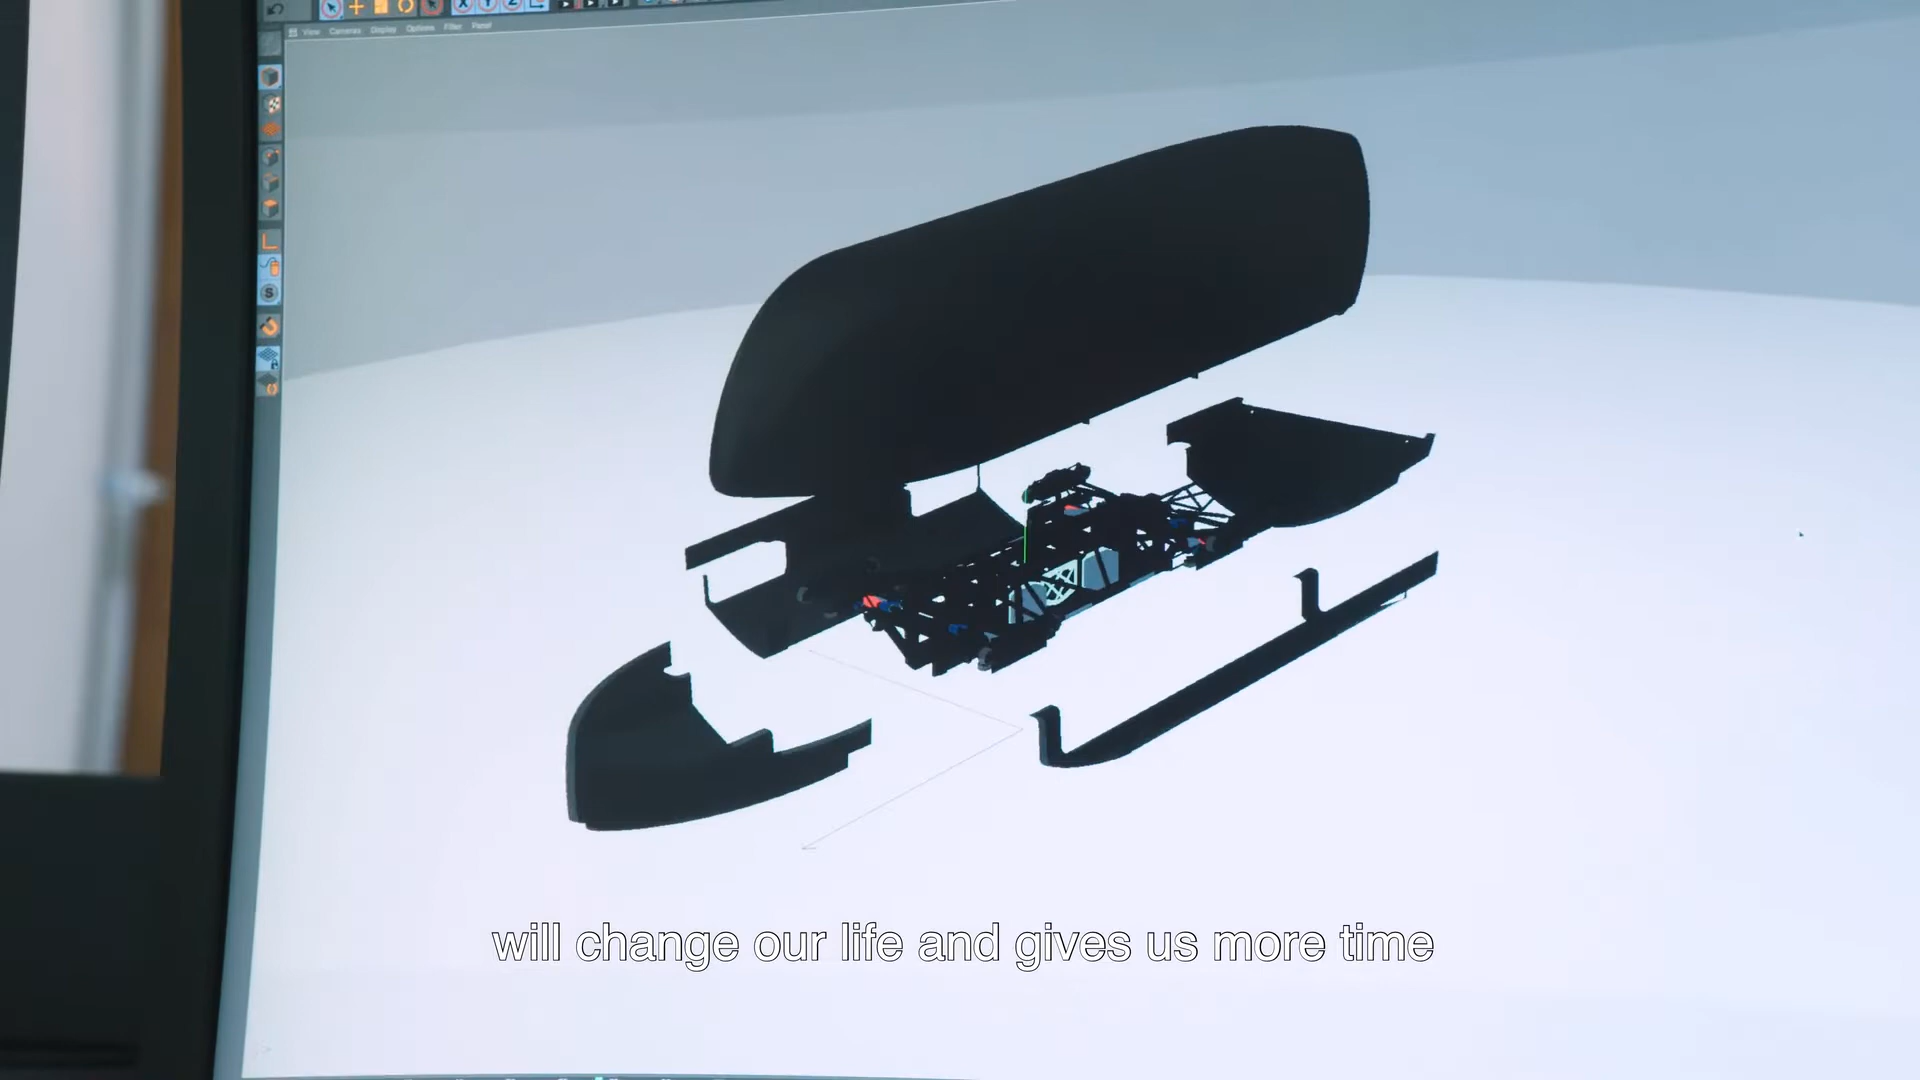 X Y Z
View Cameras Display Options Filter Panel
S
will change our life and gives us more time